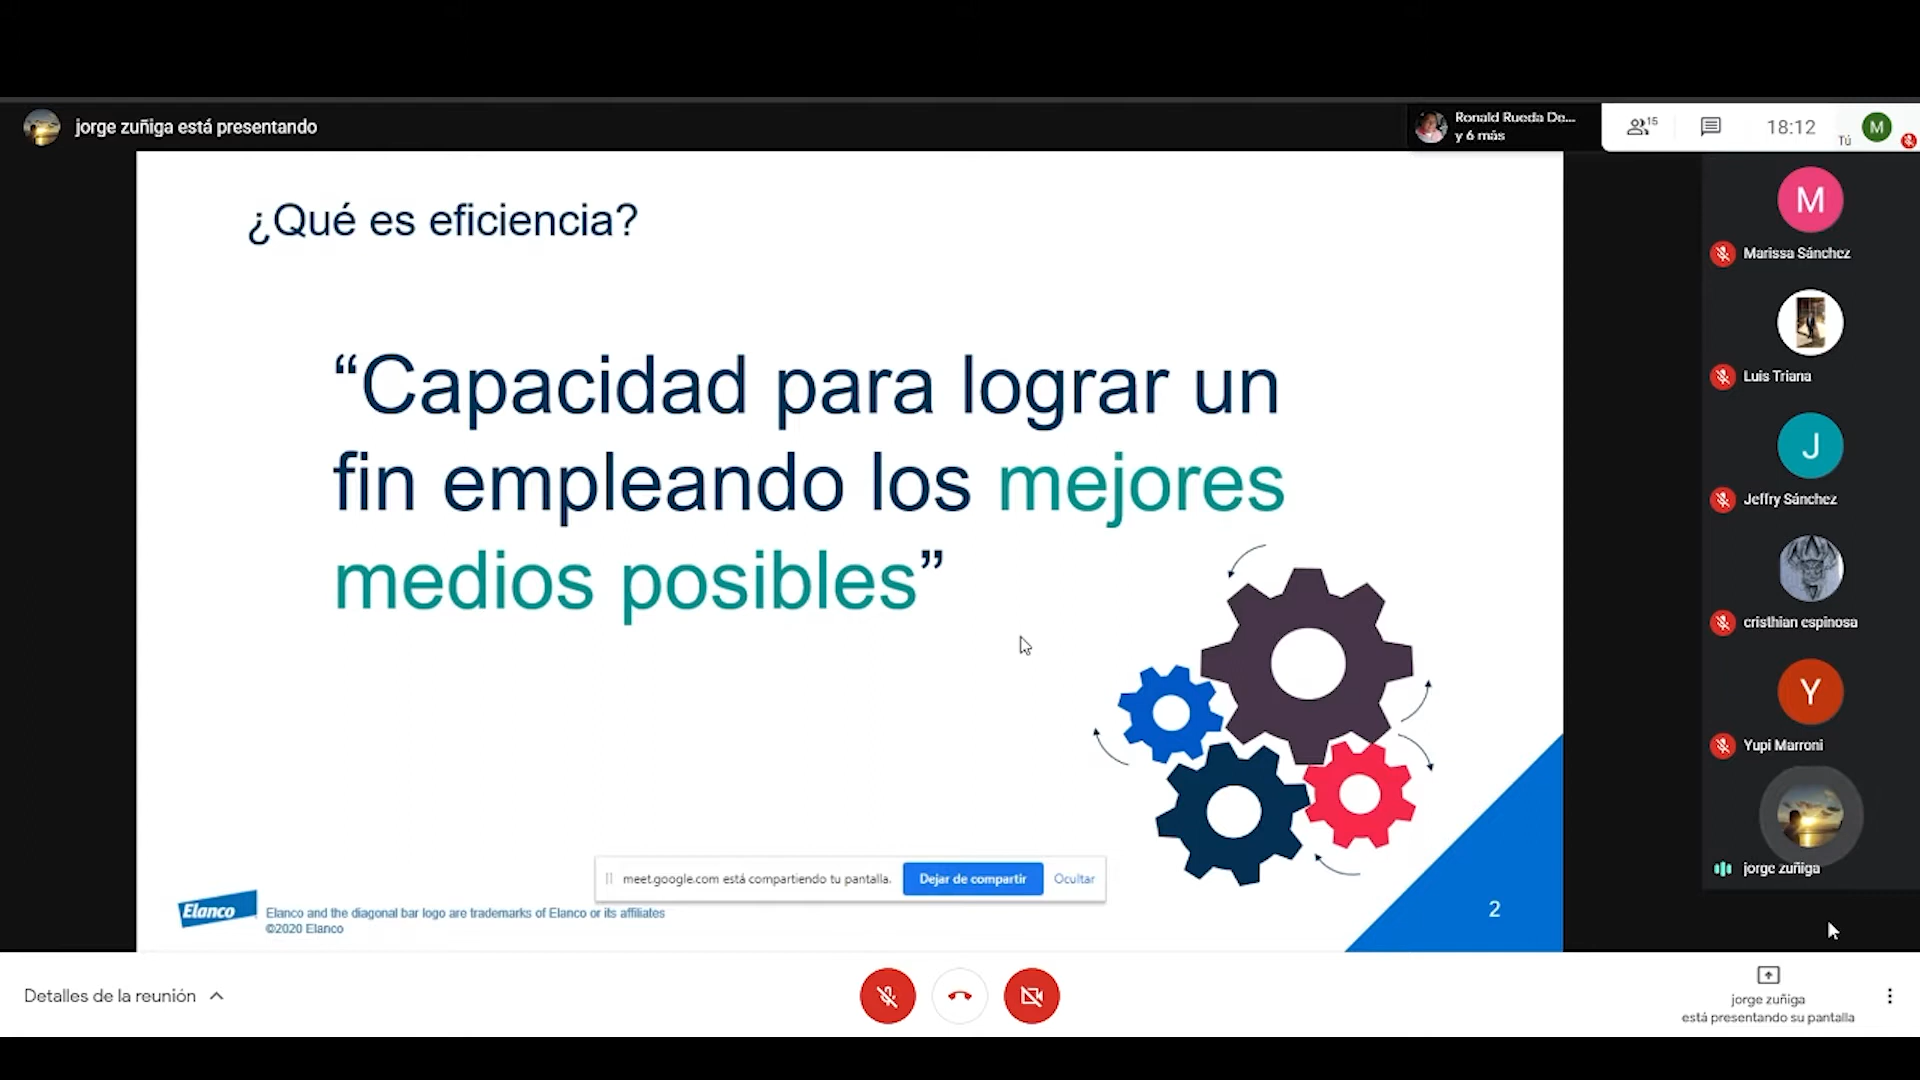 jorge zuñiga está presentando
Ronald Rueda De...
y 6 más
15
18:12
Tú
M
¿Qué es eficiencia?
“Capacidad para lograr un
fin empleando los mejores
medios posibles”
M
Marissa Sánchez
Luis Triana
J
Jeffry Sánchez
cristhian espinosa
Y
Yupi Marroni
jorge zuñiga
meet.google.com está compartiendo tu pantalla.
Dejar de compartir
Ocultar
Elanco
Elanco and the diagonal bar logo are trademarks of Elanco or its affiliates
©2020 Elanco
2
Detalles de la reunión
jorge zuñiga
está presentando su pantalla